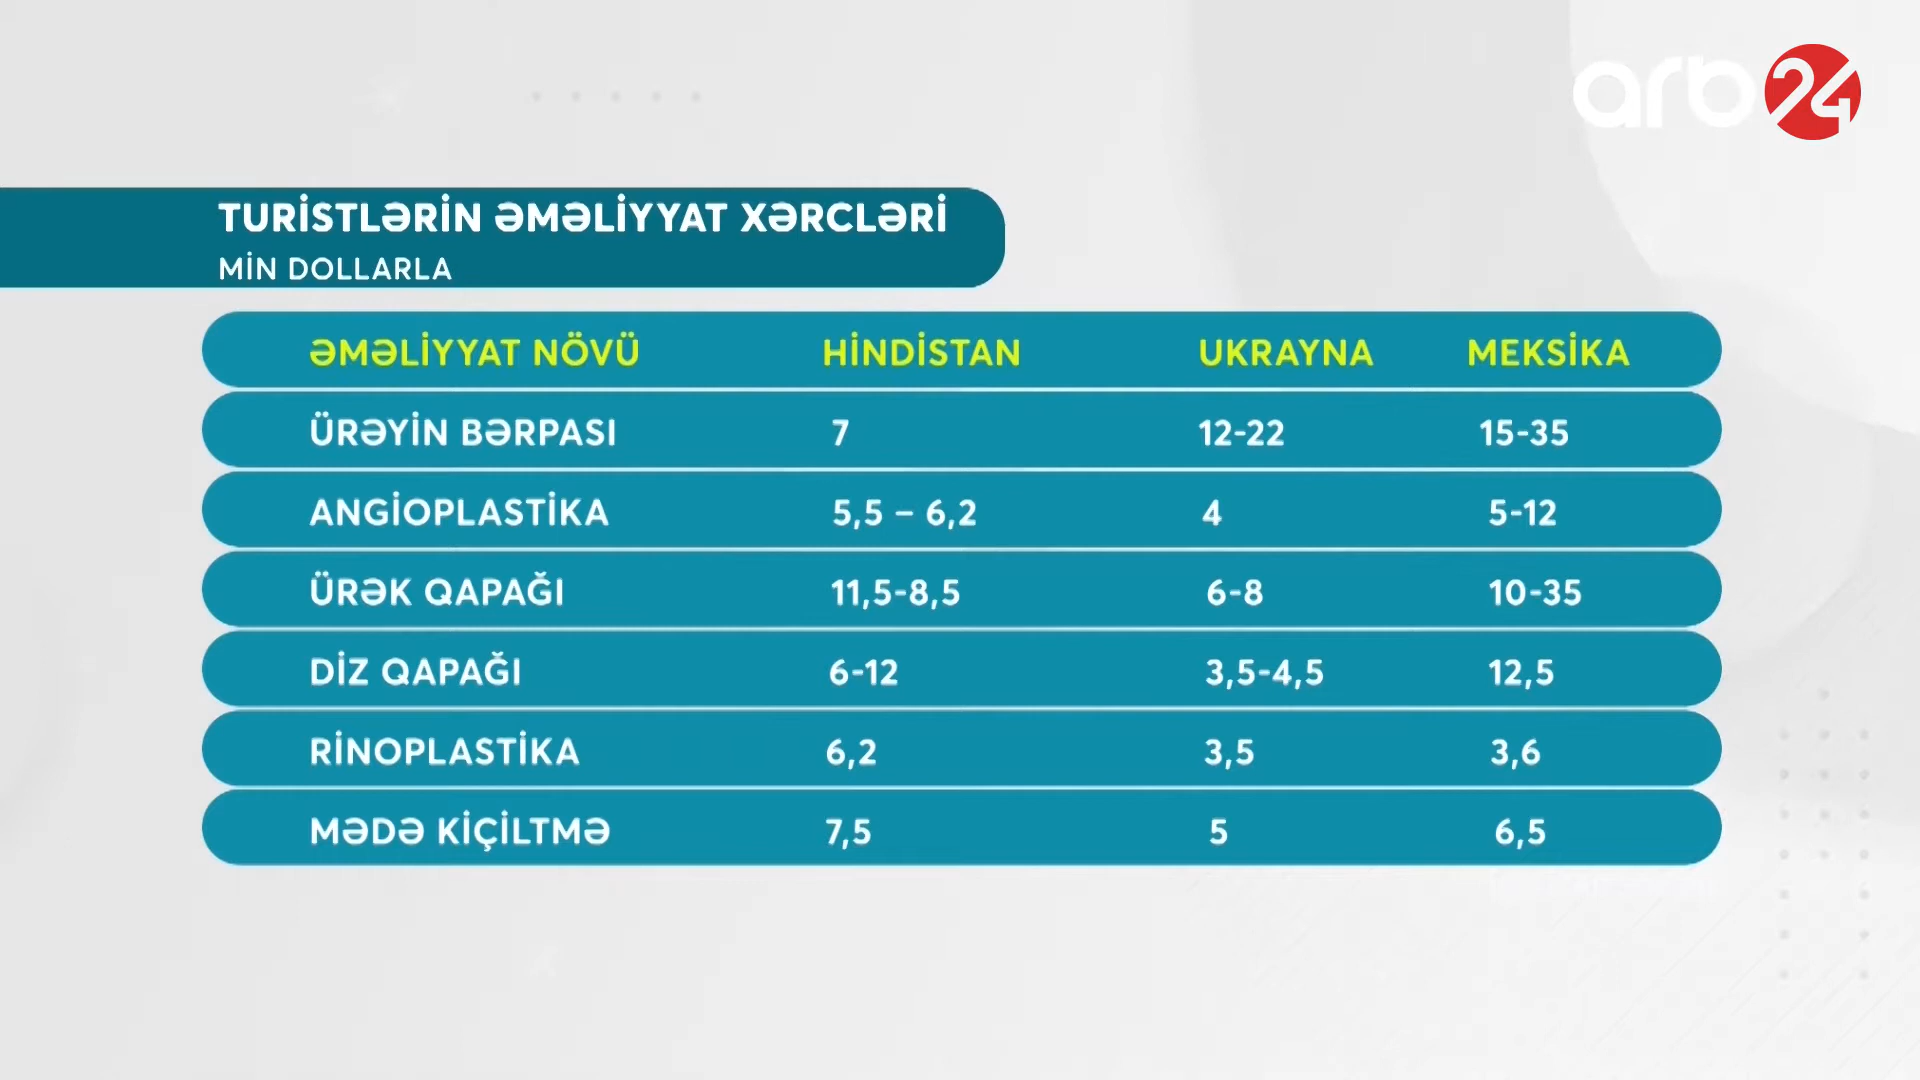 arb24
TURİSTLƏRİN ƏMƏLİYYAT XƏRCLƏRİ
MİN DOLLARLA
ƏMƏLİYYAT NÖVÜ HİNDİSTAN UKRAYNA MEKSİKA
ÜRƏYİN BƏRPASI 7 12-22 15-35
ANGİOPLASTİKA 5,5 – 6,2 4 5-12
ÜRƏK QAPAĞI 11,5-8,5 6-8 10-35
DİZ QAPAĞI 6-12 3,5-4,5 12,5
RİNOPLASTİKA 6,2 3,5 3,6
MƏDƏ KİÇİLTMƏ 7,5 5 6,5